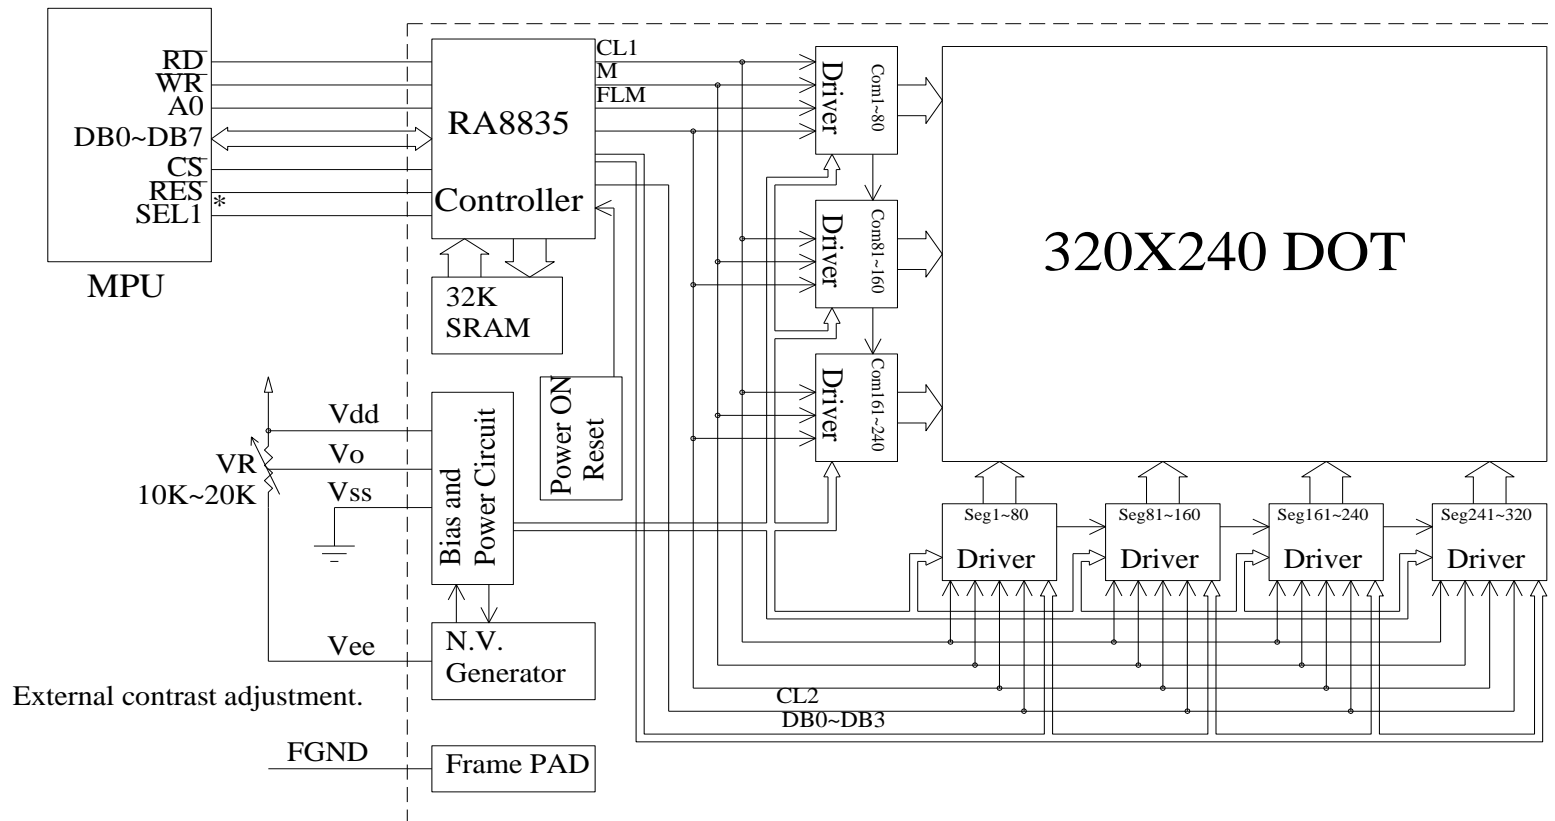 RD
WR
A0
DB0~DB7
CS
RES
*
SEL1
MPU
RA8835
Controller
32K
SRAM
Power ON
Reset
CL1
M
FLM
Driver
Com1~80
Driver
Com81~160
Driver
Com161~240
320X240 DOT
Vdd
Vo
VR
10K~20K
Vss
Bias and
Power Circuit
Vee
N.V.
Generator
External contrast adjustment.
FGND
Frame PAD
Seg1~80
Driver
Seg81~160
Driver
Seg161~240
Driver
Seg241~320
Driver
CL2
DB0~DB3